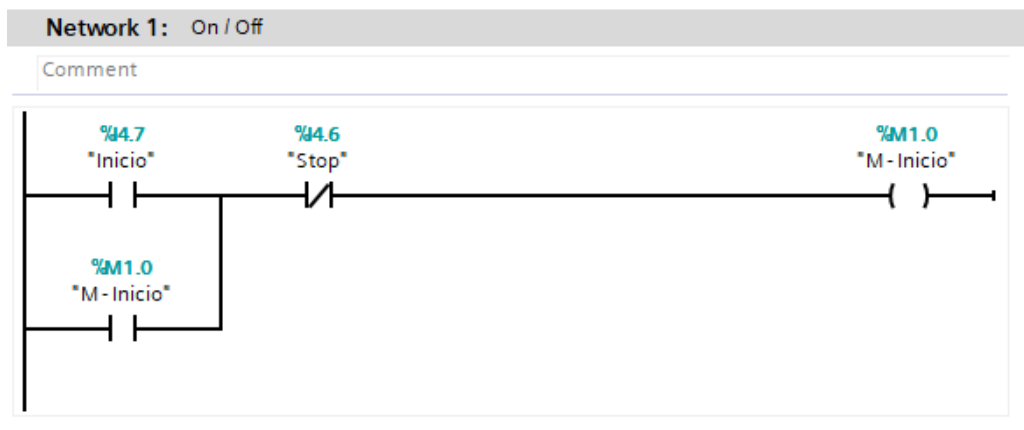 Network 1: On / Off
Comment
%I4.7
"Inicio"
%I4.6
"Stop"
%M1.0
"M-Inicio"
%M1.0
"M-Inicio"